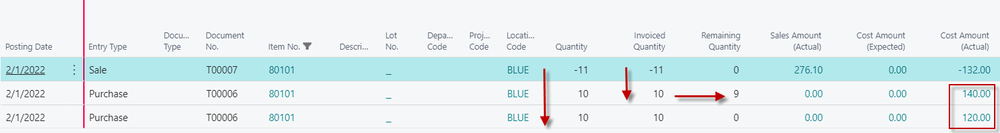 Posting Date Entry Type Docu... Type Document No. Item No. Descri... Lot No. Depa... Code Proj... Code Locati... Code Quantity Invoiced Quantity Remaining Quantity Sales Amount (Actual) Cost Amount (Expected) Cost Amount (Actual)
2/1/2022 Sale T00007 80101 _ BLUE -11 -11 0 276.10 0.00 -132.00
2/1/2022 Purchase T00006 80101 _ BLUE 10 10 9 0.00 0.00 140.00
2/1/2022 Purchase T00006 80101 _ BLUE 10 10 0 0.00 0.00 120.00